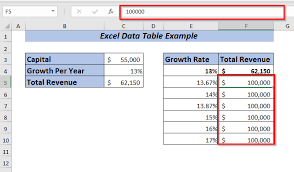 F5 fx 100000
A B C D E F G
1
2 Excel Data Table Example
3 Capital $ 55,000 Growth Rate Total Revenue
4 Growth Per Year 13% 13% $ 62,150
5 Total Revenue $ 62,150 13.67% $ 100,000
6 14% $ 100,000
7 13.87% $ 100,000
8 15% $ 100,000
9 16% $ 100,000
10 17% $ 100,000
11